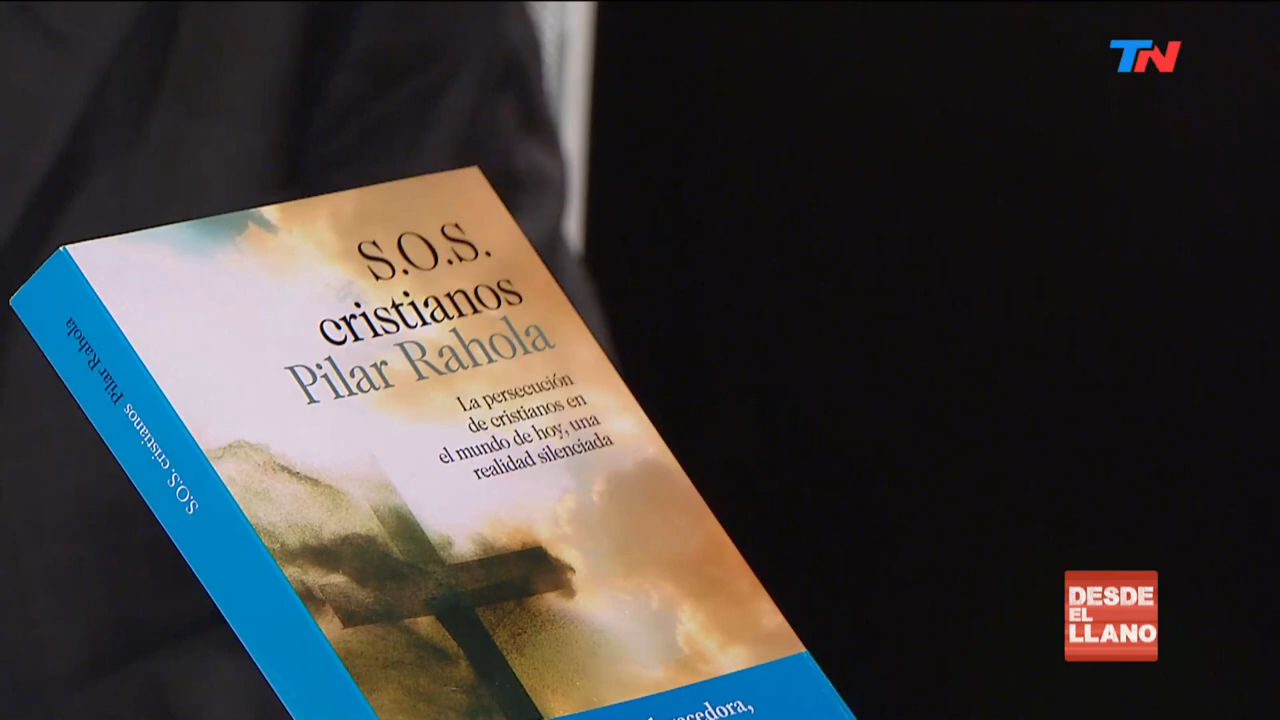 TN
S.O.S.
cristianos
Pilar Rahola
La persecución
de cristianos en
el mundo de hoy, una
realidad silenciada
S.O.S. cristianos Pilar Rahola
DESDE
EL
LLANO